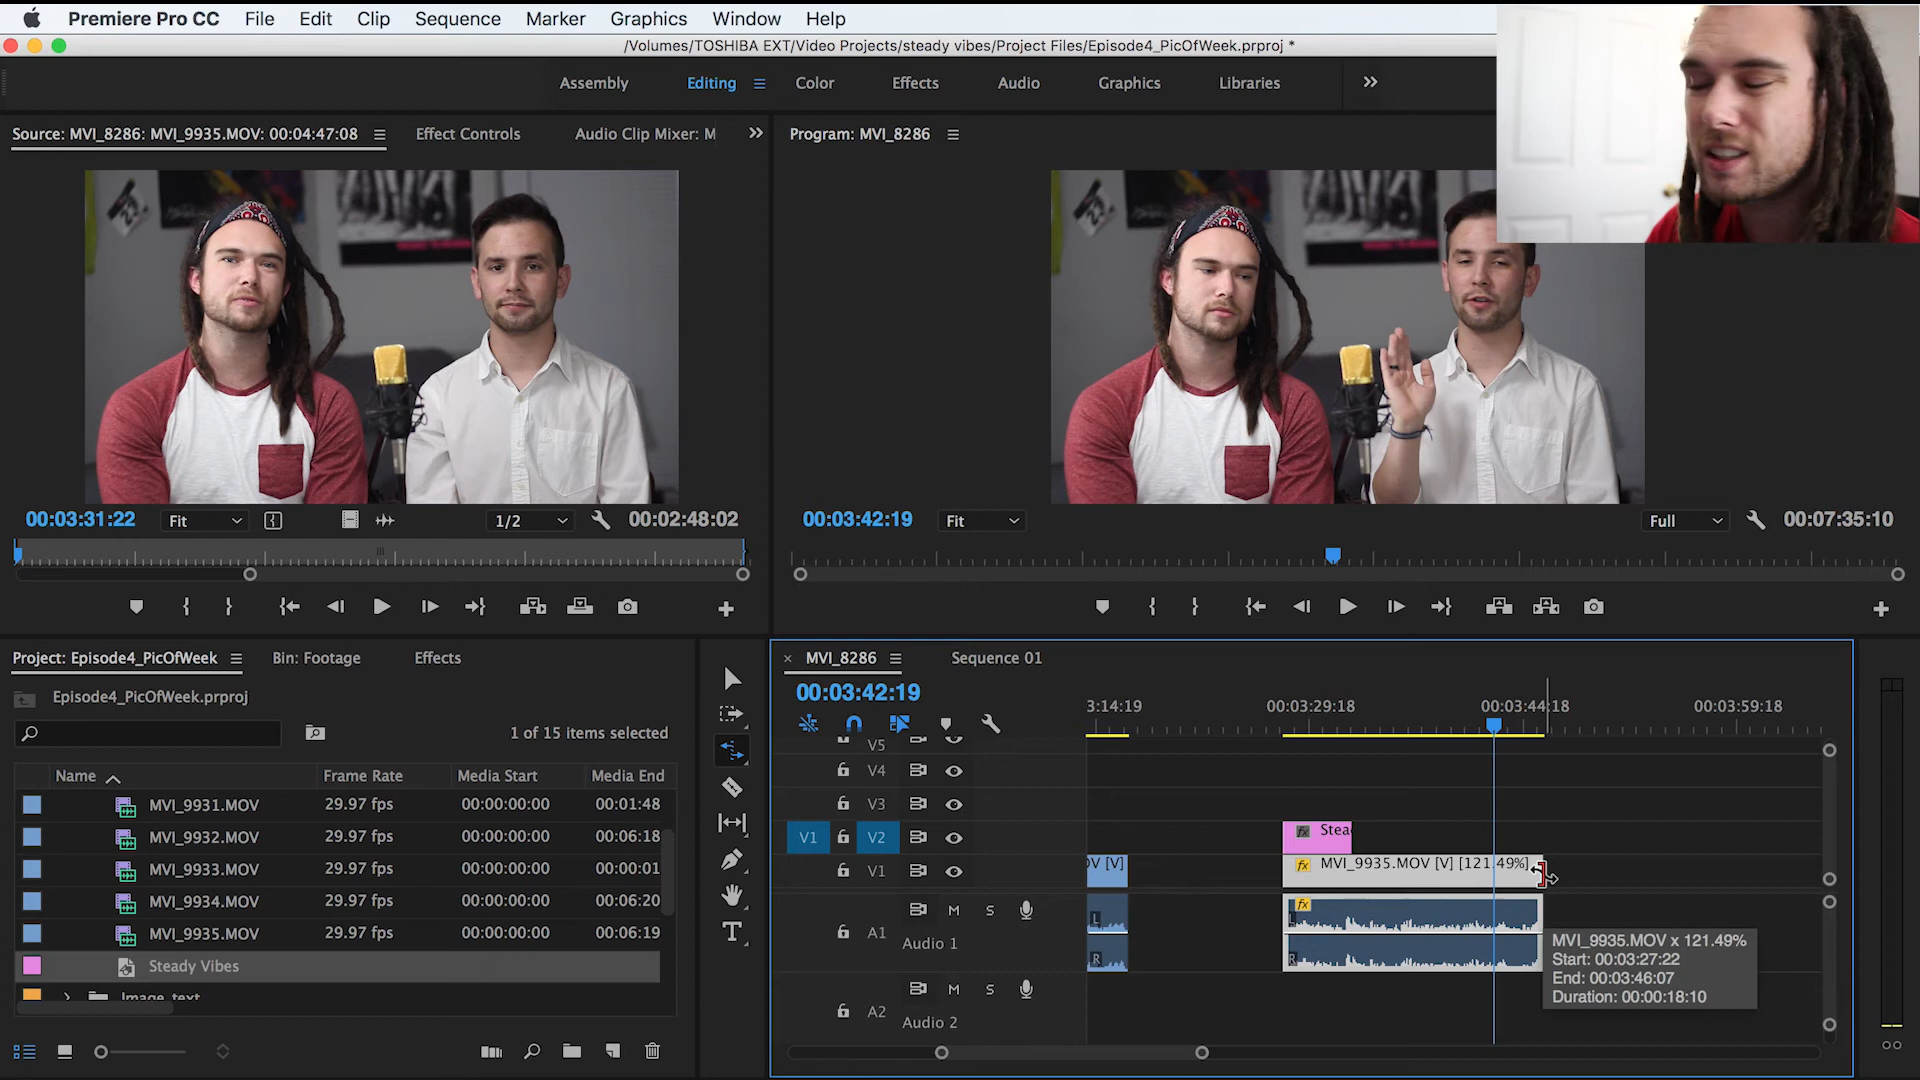 Premiere Pro CC File Edit Clip Sequence Marker Graphics Window Help
/Volumes/TOSHIBA EXT/Video Projects/steady vibes/Project Files/Episode4_PicOfWeek.prproj *
Assembly Editing Color Effects Audio Graphics Libraries
Source: MVI_8286: MVI_9935.MOV: 00:04:47:08 Effect Controls Audio Clip Mixer: M
Program: MVI_8286
23
00:03:31:22 Fit 1/2 00:02:48:02
00:03:42:19 Fit Full 00:07:35:10
Project: Episode4_PicOfWeek Bin: Footage Effects
Episode4_PicOfWeek.prproj
1 of 15 items selected
Name Frame Rate Media Start Media End
MVI_9931.MOV 29.97 fps 00:00:00:00 00:01:48
MVI_9932.MOV 29.97 fps 00:00:00:00 00:06:18
MVI_9933.MOV 29.97 fps 00:00:00:00 00:00:01
MVI_9934.MOV 29.97 fps 00:00:00:00 00:06:20
MVI_9935.MOV 29.97 fps 00:00:00:00 00:06:19
Steady Vibes
Image_text
MVI_8286 Sequence 01
00:03:42:19
3:14:19 00:03:29:18 00:03:44:18 00:03:59:18
V5
V4
V3
V1 V2 fx Stea
V1 OV [V] fx MVI_9935.MOV [V] [121.49%]
M S L fx L
A1 Audio 1 R R
M S
A2 Audio 2
MVI_9935.MOV x 121.49%
Start: 00:03:27:22
End: 00:03:46:07
Duration: 00:00:18:10